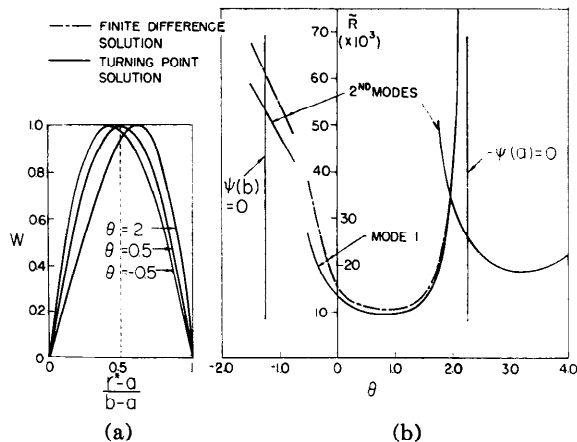 (a)
FINITE DIFFERENCE
SOLUTION
TURNING POINT
SOLUTION
1.0
0.8
0.6
0.4
0.2
0
W
θ=2
θ=0.5
θ=-0.5
0
0.5
1
r*-a
b-a
(a)
(b)
R̃
(×10³)
70
60
50
40
30
20
10
2ND MODES
ψ(b)
=0
-ψ(a)=0
MODE 1
-2.0
-1.0
0
1.0
2.0
3.0
4.0
θ
(b)